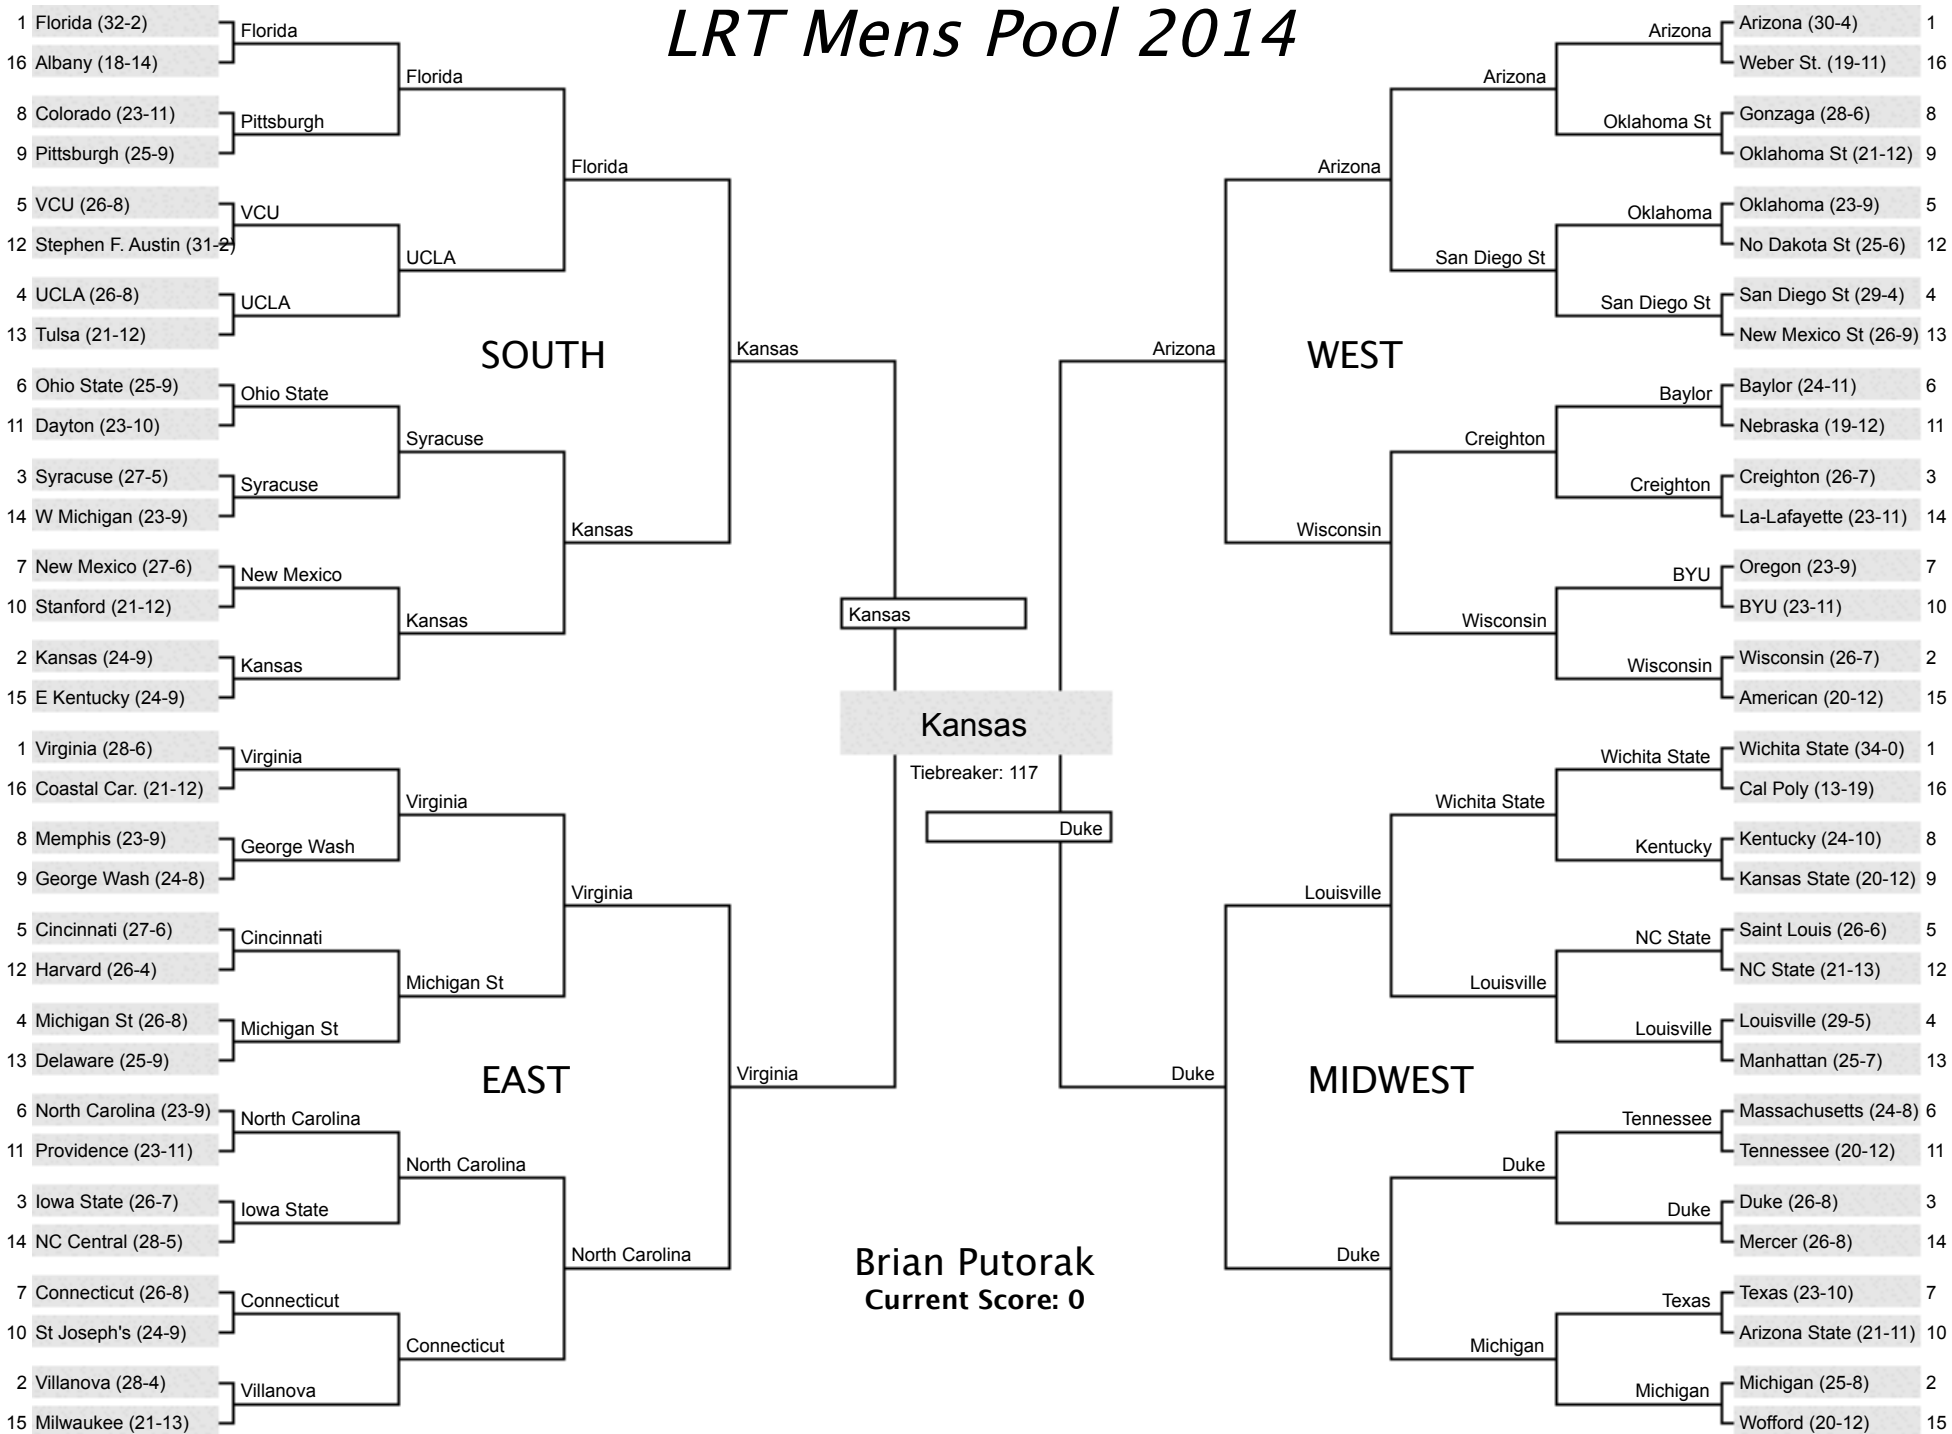 LRT Mens Pool 2014
1 Florida (32-2)
16 Albany (18-14)
8 Colorado (23-11)
9 Pittsburgh (25-9)
5 VCU (26-8)
12 Stephen F. Austin (31-2)
4 UCLA (26-8)
13 Tulsa (21-12)
6 Ohio State (25-9)
11 Dayton (23-10)
3 Syracuse (27-5)
14 W Michigan (23-9)
7 New Mexico (27-6)
10 Stanford (21-12)
2 Kansas (24-9)
15 E Kentucky (24-9)
Florida
Pittsburgh
VCU
UCLA
Ohio State
Syracuse
New Mexico
Kansas
Florida
UCLA
Syracuse
Kansas
Florida
Kansas
SOUTH
Kansas
1 Virginia (28-6)
16 Coastal Car. (21-12)
8 Memphis (23-9)
9 George Wash (24-8)
5 Cincinnati (27-6)
12 Harvard (26-4)
4 Michigan St (26-8)
13 Delaware (25-9)
6 North Carolina (23-9)
11 Providence (23-11)
3 Iowa State (26-7)
14 NC Central (28-5)
7 Connecticut (26-8)
10 St Joseph's (24-9)
2 Villanova (28-4)
15 Milwaukee (21-13)
Virginia
George Wash
Cincinnati
Michigan St
North Carolina
Iowa State
Connecticut
Villanova
Virginia
Michigan St
North Carolina
Connecticut
Virginia
North Carolina
EAST
Virginia
Kansas
Kansas
Tiebreaker: 117
Duke
Brian Putorak
Current Score: 0
Arizona (30-4) 1
Weber St. (19-11) 16
Gonzaga (28-6) 8
Oklahoma St (21-12) 9
Oklahoma (23-9) 5
No Dakota St (25-6) 12
San Diego St (29-4) 4
New Mexico St (26-9) 13
Baylor (24-11) 6
Nebraska (19-12) 11
Creighton (26-7) 3
La-Lafayette (23-11) 14
Oregon (23-9) 7
BYU (23-11) 10
Wisconsin (26-7) 2
American (20-12) 15
Arizona
Oklahoma St
Oklahoma
San Diego St
Baylor
Creighton
BYU
Wisconsin
Arizona
San Diego St
Creighton
Wisconsin
Arizona
Wisconsin
WEST
Arizona
Wichita State (34-0) 1
Cal Poly (13-19) 16
Kentucky (24-10) 8
Kansas State (20-12) 9
Saint Louis (26-6) 5
NC State (21-13) 12
Louisville (29-5) 4
Manhattan (25-7) 13
Massachusetts (24-8) 6
Tennessee (20-12) 11
Duke (26-8) 3
Mercer (26-8) 14
Texas (23-10) 7
Arizona State (21-11) 10
Michigan (25-8) 2
Wofford (20-12) 15
Wichita State
Kentucky
NC State
Louisville
Tennessee
Duke
Texas
Michigan
Wichita State
Louisville
Duke
Michigan
Louisville
Duke
MIDWEST
Duke